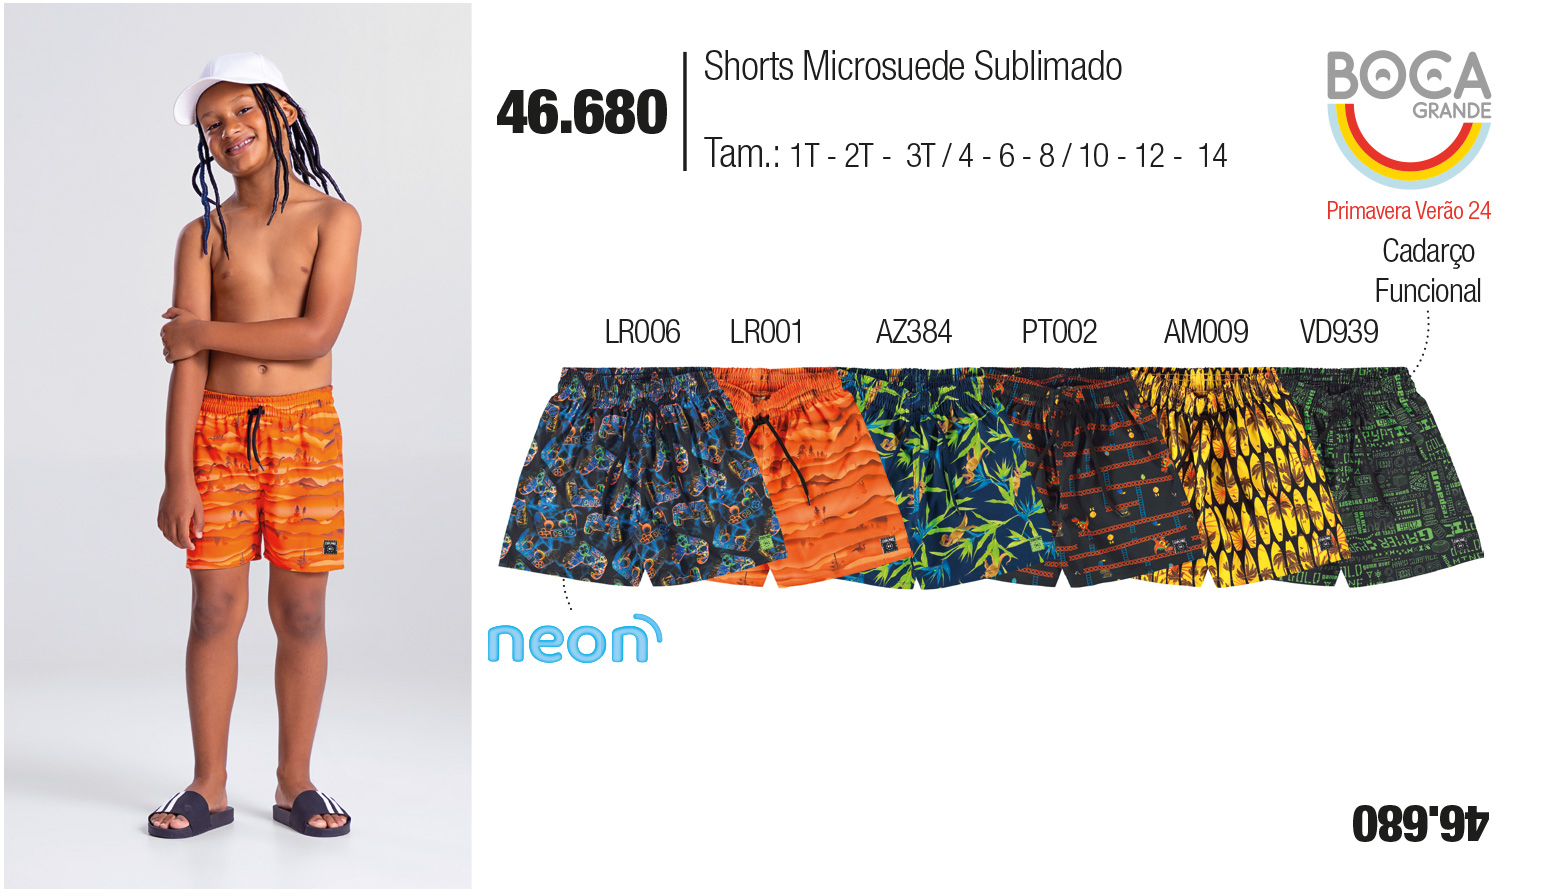 46.680
Shorts Microsuede Sublimado
Tam.: 1T - 2T - 3T / 4 - 6 - 8 / 10 - 12 - 14
BOCA
GRANDE
Primavera Verão 24
Cadarço
Funcional
LR006 LR001 AZ384 PT002 AM009 VD939
neon
46.680